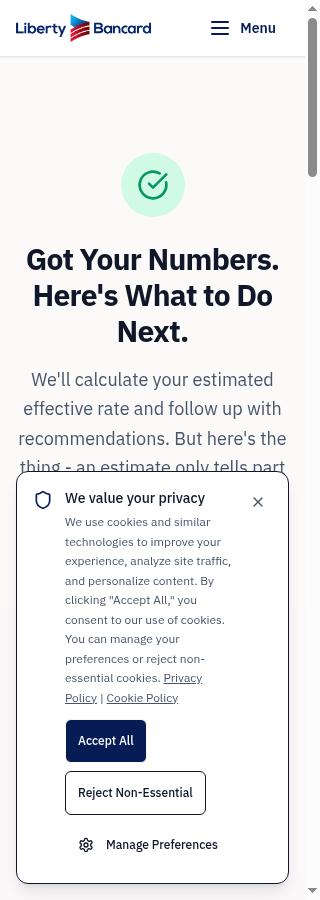 Liberty Bancard
Menu
Got Your Numbers.
Here's What to Do
Next.
We'll calculate your estimated
effective rate and follow up with
recommendations. But here's the
thing - an estimate only tells part
We value your privacy
We use cookies and similar
technologies to improve your
experience, analyze site traffic,
and personalize content. By
clicking "Accept All," you
consent to our use of cookies.
You can manage your
preferences or reject non-
essential cookies. Privacy
Policy | Cookie Policy
Accept All
Reject Non-Essential
Manage Preferences